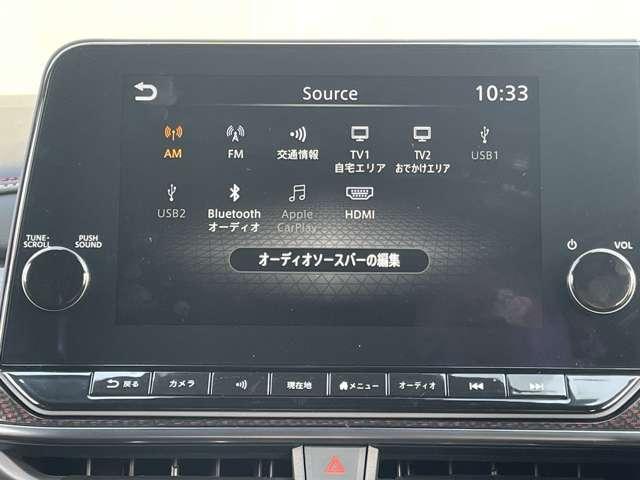 Source
10:33
AM
FM
交通情報
TV1
自宅エリア
TV2
おでかけエリア
USB1
USB2
Bluetooth
オーディオ
Apple
CarPlay
HDMI
オーディオソースバーの編集
TUNE・
SCROLL
PUSH
SOUND
VOL
戻る
カメラ
現在地
メニュー
オーディオ